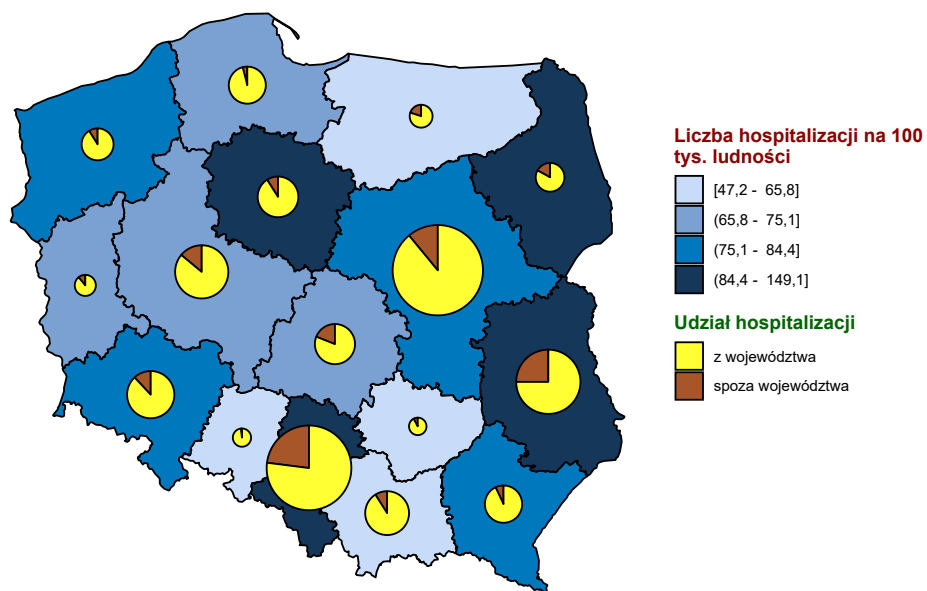 Liczba hospitalizacji na 100
tys. ludności
[47,2 - 65,8]
(65,8 - 75,1]
(75,1 - 84,4]
(84,4 - 149,1]
Udział hospitalizacji
z województwa
spoza województwa